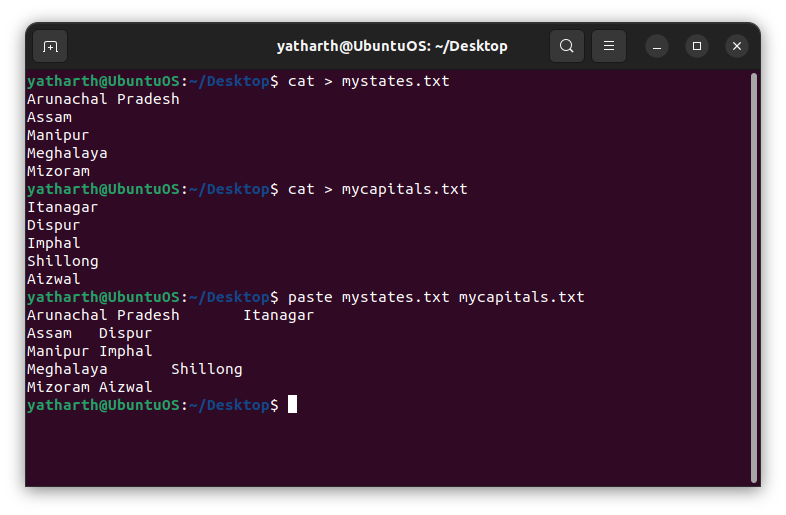 yatharth@UbuntuOS: ~/Desktop
yatharth@UbuntuOS:~/Desktop$ cat > mystates.txt
Arunachal Pradesh
Assam
Manipur
Meghalaya
Mizoram
yatharth@UbuntuOS:~/Desktop$ cat > mycapitals.txt
Itanagar
Dispur
Imphal
Shillong
Aizwal
yatharth@UbuntuOS:~/Desktop$ paste mystates.txt mycapitals.txt
Arunachal Pradesh       Itanagar
Assam   Dispur
Manipur Imphal
Meghalaya       Shillong
Mizoram Aizwal
yatharth@UbuntuOS:~/Desktop$